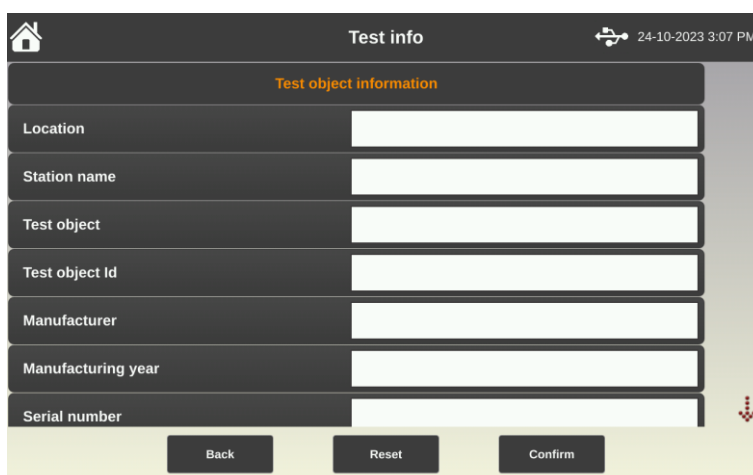 Test info
24-10-2023 3:07 PM
Test object information
Location
Station name
Test object
Test object Id
Manufacturer
Manufacturing year
Serial number
Back Reset Confirm